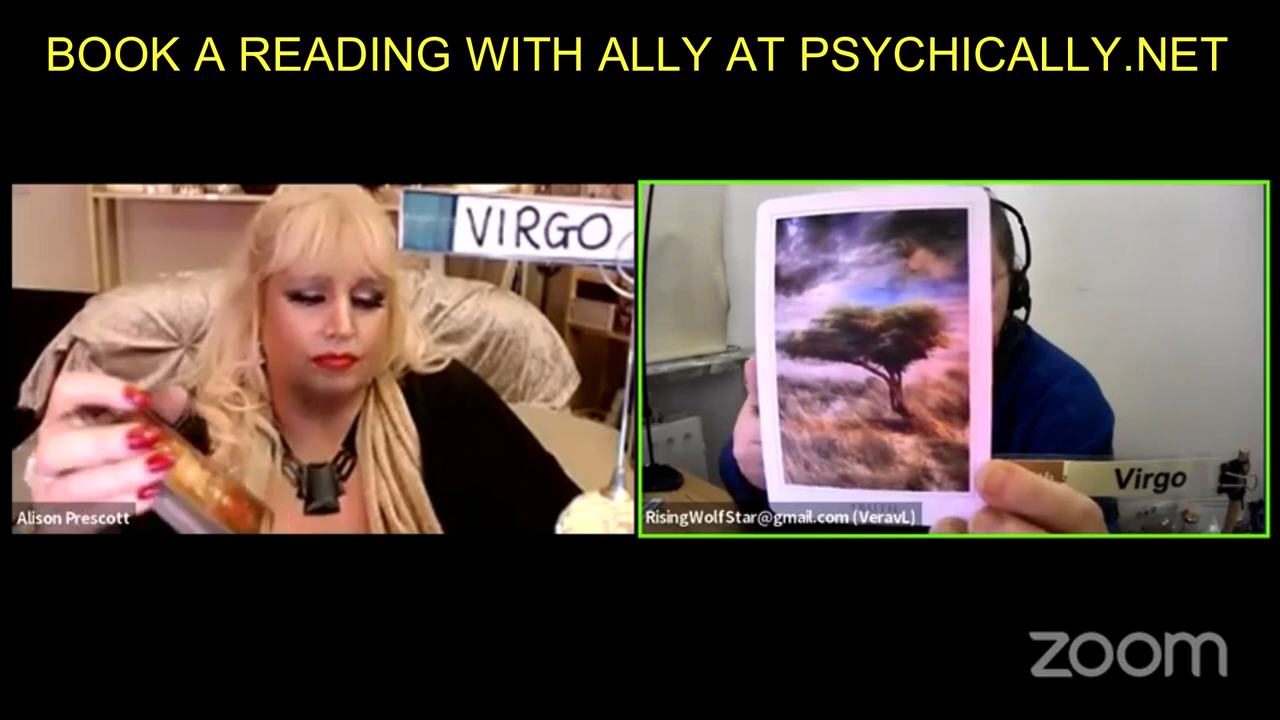 BOOK A READING WITH ALLY AT PSYCHICALLY.NET
VIRGO
Virgo
Alison Prescott
RisingWolfStar@gmail.com (VeravL)
zoom